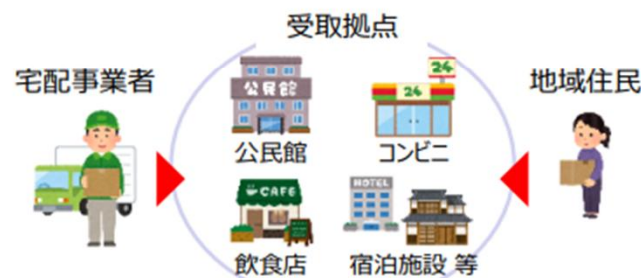 受取拠点
宅配事業者
地域住民
公民館
24
24
公民館
コンビニ
CAFE
HOTEL
飲食店
宿泊施設 等